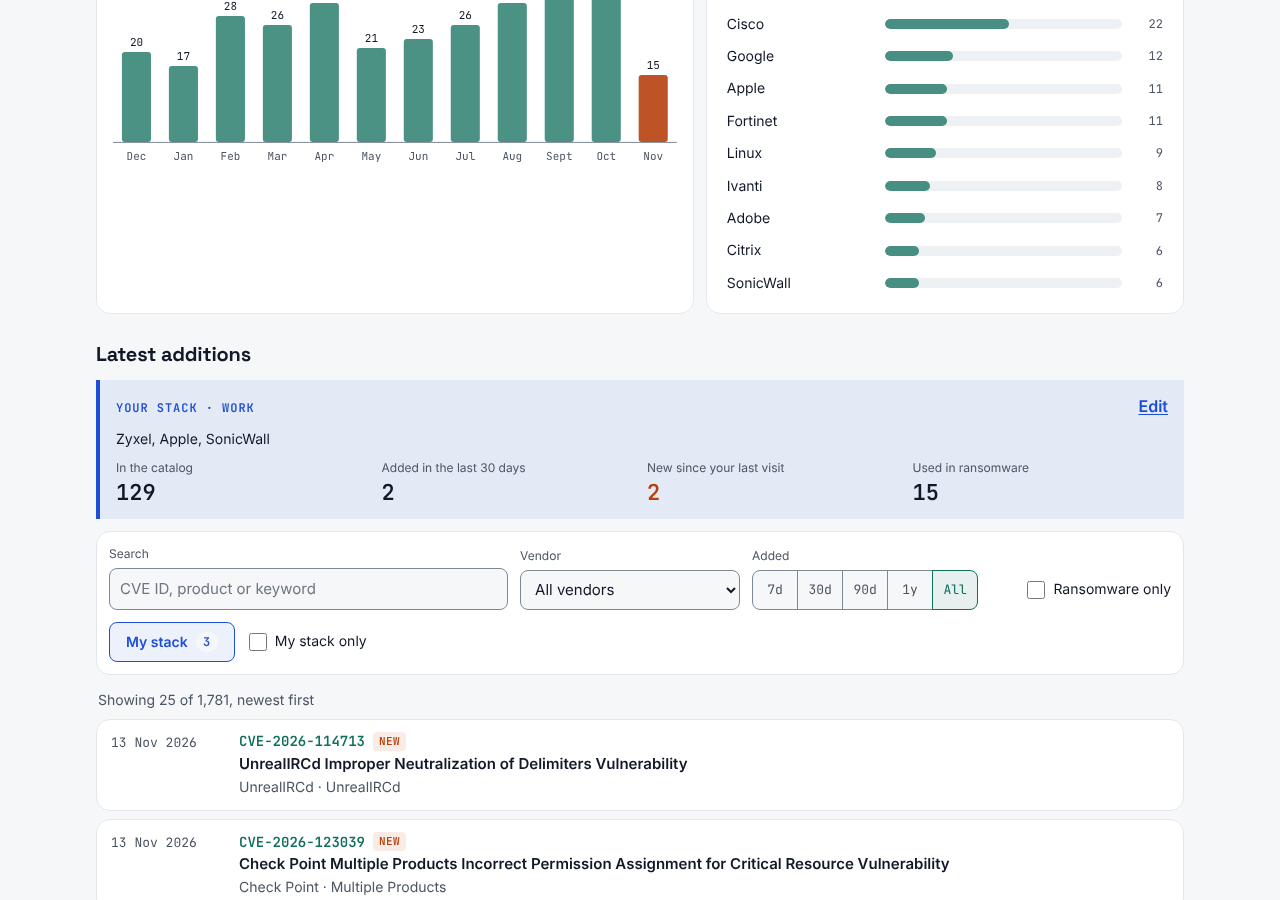 28
26
26
20
21
23
17
15
Dec Jan Feb Mar Apr May Jun Jul Aug Sept Oct Nov
Cisco 22
Google 12
Apple 11
Fortinet 11
Linux 9
Ivanti 8
Adobe 7
Citrix 6
SonicWall 6
Latest additions
YOUR STACK · WORK
Edit
Zyxel, Apple, SonicWall
In the catalog
129
Added in the last 30 days
2
New since your last visit
2
Used in ransomware
15
Search
CVE ID, product or keyword
Vendor
All vendors
Added
7d 30d 90d 1y All
Ransomware only
My stack 3
My stack only
Showing 25 of 1,781, newest first
13 Nov 2026
CVE-2026-114713 NEW
UnrealIRCd Improper Neutralization of Delimiters Vulnerability
UnrealIRCd · UnrealIRCd
13 Nov 2026
CVE-2026-123039 NEW
Check Point Multiple Products Incorrect Permission Assignment for Critical Resource Vulnerability
Check Point · Multiple Products